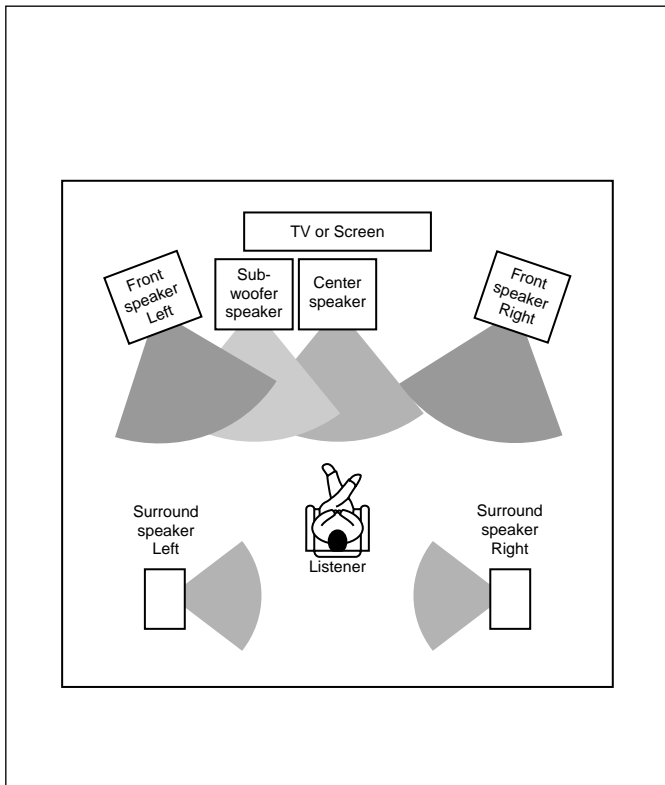 TV or Screen
Front
speaker
Left
Sub-
woofer
speaker
Center
speaker
Front
speaker
Right
Surround
speaker
Left
Listener
Surround
speaker
Right